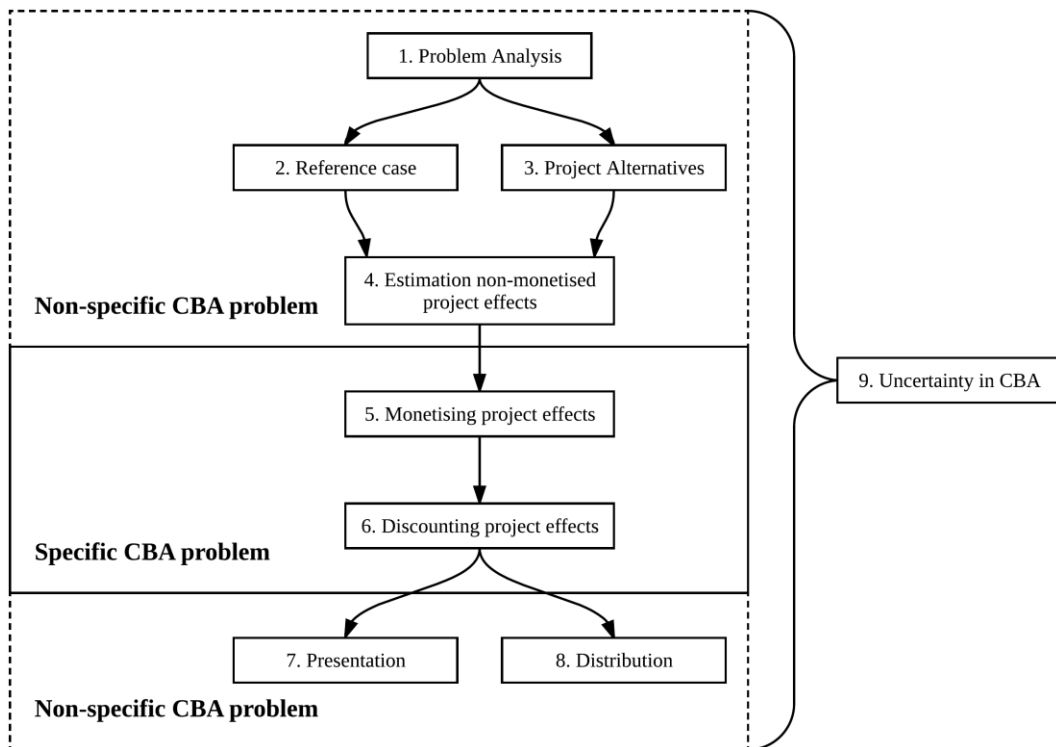 1. Problem Analysis
2. Reference case
3. Project Alternatives
4. Estimation non-monetised
project effects
Non-specific CBA problem
5. Monetising project effects
9. Uncertainty in CBA
6. Discounting project effects
Specific CBA problem
7. Presentation
8. Distribution
Non-specific CBA problem